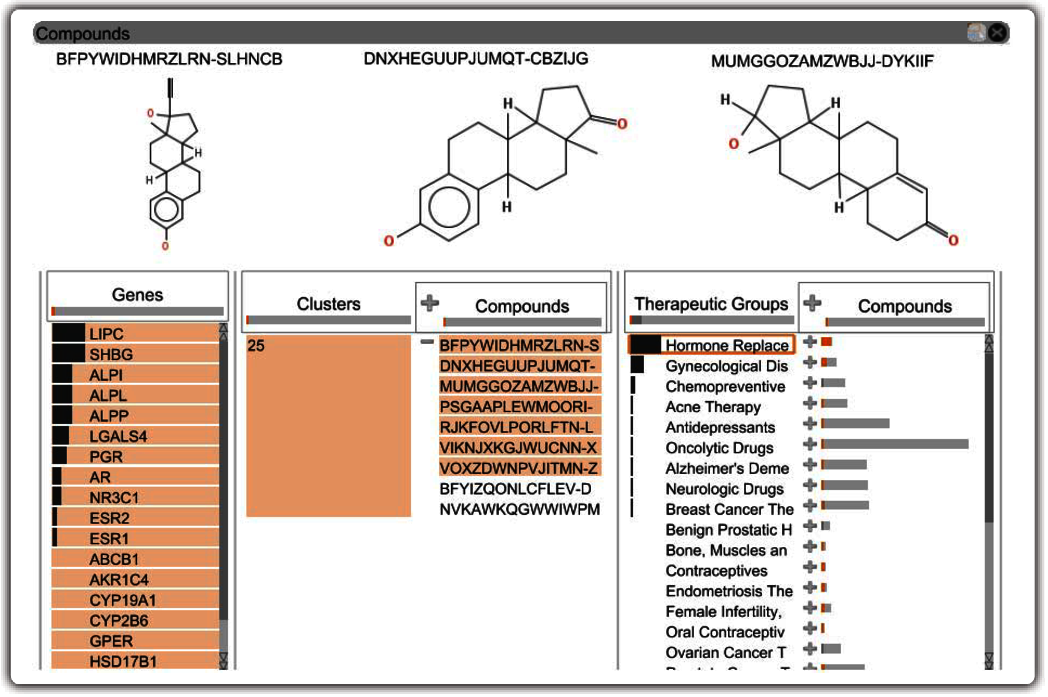 Compounds
BFPYWIDHMRZLRN-SLHNCB
DNXHEGUUPJUMQT-CBZIJG
MUMGGOZAMZWBJJ-DYKIIF
O
H
H
O
H
O
H
O
H
H
O
H
O
Genes
LIPC
SHBG
ALPI
ALPL
ALPP
LGALS4
PGR
AR
NR3C1
ESR2
ESR1
ABCB1
AKR1C4
CYP19A1
CYP2B6
GPER
HSD17B1
Clusters
25
Compounds
BFPYWIDHMRZLRN-S
DNXHEGUUPJUMQT-
MUMGGOZAMZWBJJ-
PSGAAPLEWMOORI-
RJKFOVLPORLFTN-L
VIKNJXKGJWUCNN-X
VOXZDWNPVJITMN-Z
BFYIZQONLCFLEV-D
NVKAWKQGWWIWPM
Therapeutic Groups
Compounds
Hormone Replace
Gynecological Dis
Chemopreventive
Acne Therapy
Antidepressants
Oncolytic Drugs
Alzheimer's Deme
Neurologic Drugs
Breast Cancer The
Benign Prostatic H
Bone, Muscles an
Contraceptives
Endometriosis The
Female Infertility,
Oral Contraceptiv
Ovarian Cancer T